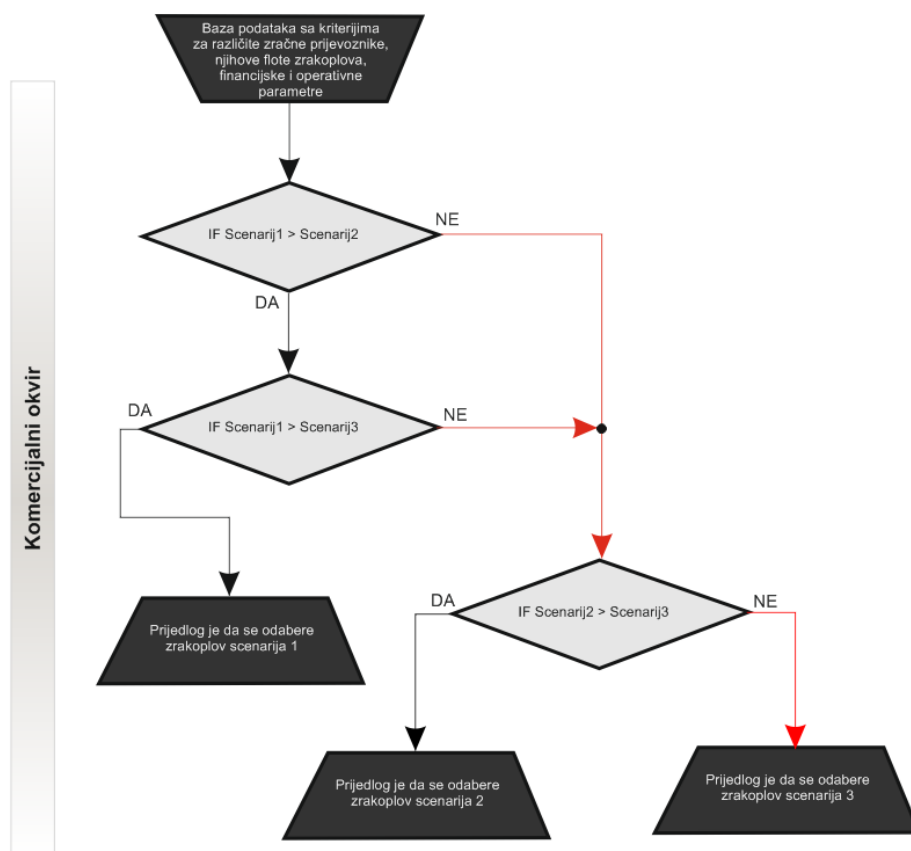 Baza podataka sa kriterijima
za različite zračne prijevoznike,
njihove flote zrakoplova,
financijske i operativne
parametre
IF Scenarij1 > Scenarij2
NE
DA
IF Scenarij1 > Scenarij3
DA
NE
Komercijalni okvir
IF Scenarij2 > Scenarij3
DA
NE
Prijedlog je da se odabere
zrakoplov scenarija 1
Prijedlog je da se odabere
zrakoplov scenarija 2
Prijedlog je da se odabere
zrakoplov scenarija 3